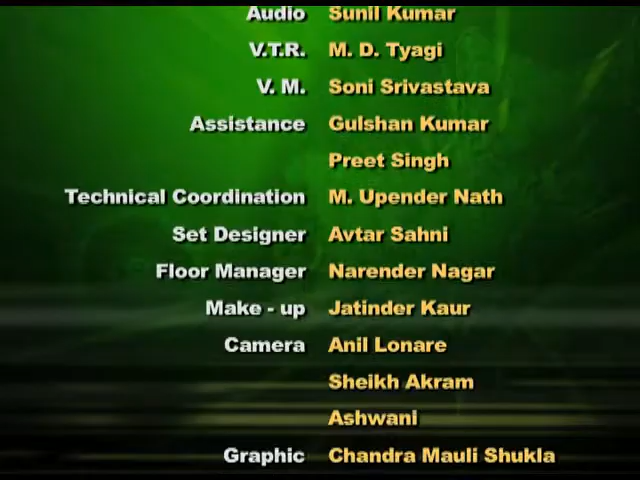 Audio Sunil Kumar
V.T.R. M. D. Tyagi
V. M. Soni Srivastava
Assistance Gulshan Kumar
Preet Singh
Technical Coordination M. Upender Nath
Set Designer Avtar Sahni
Floor Manager Narender Nagar
Make - up Jatinder Kaur
Camera Anil Lonare
Sheikh Akram
Ashwani
Graphic Chandra Mauli Shukla